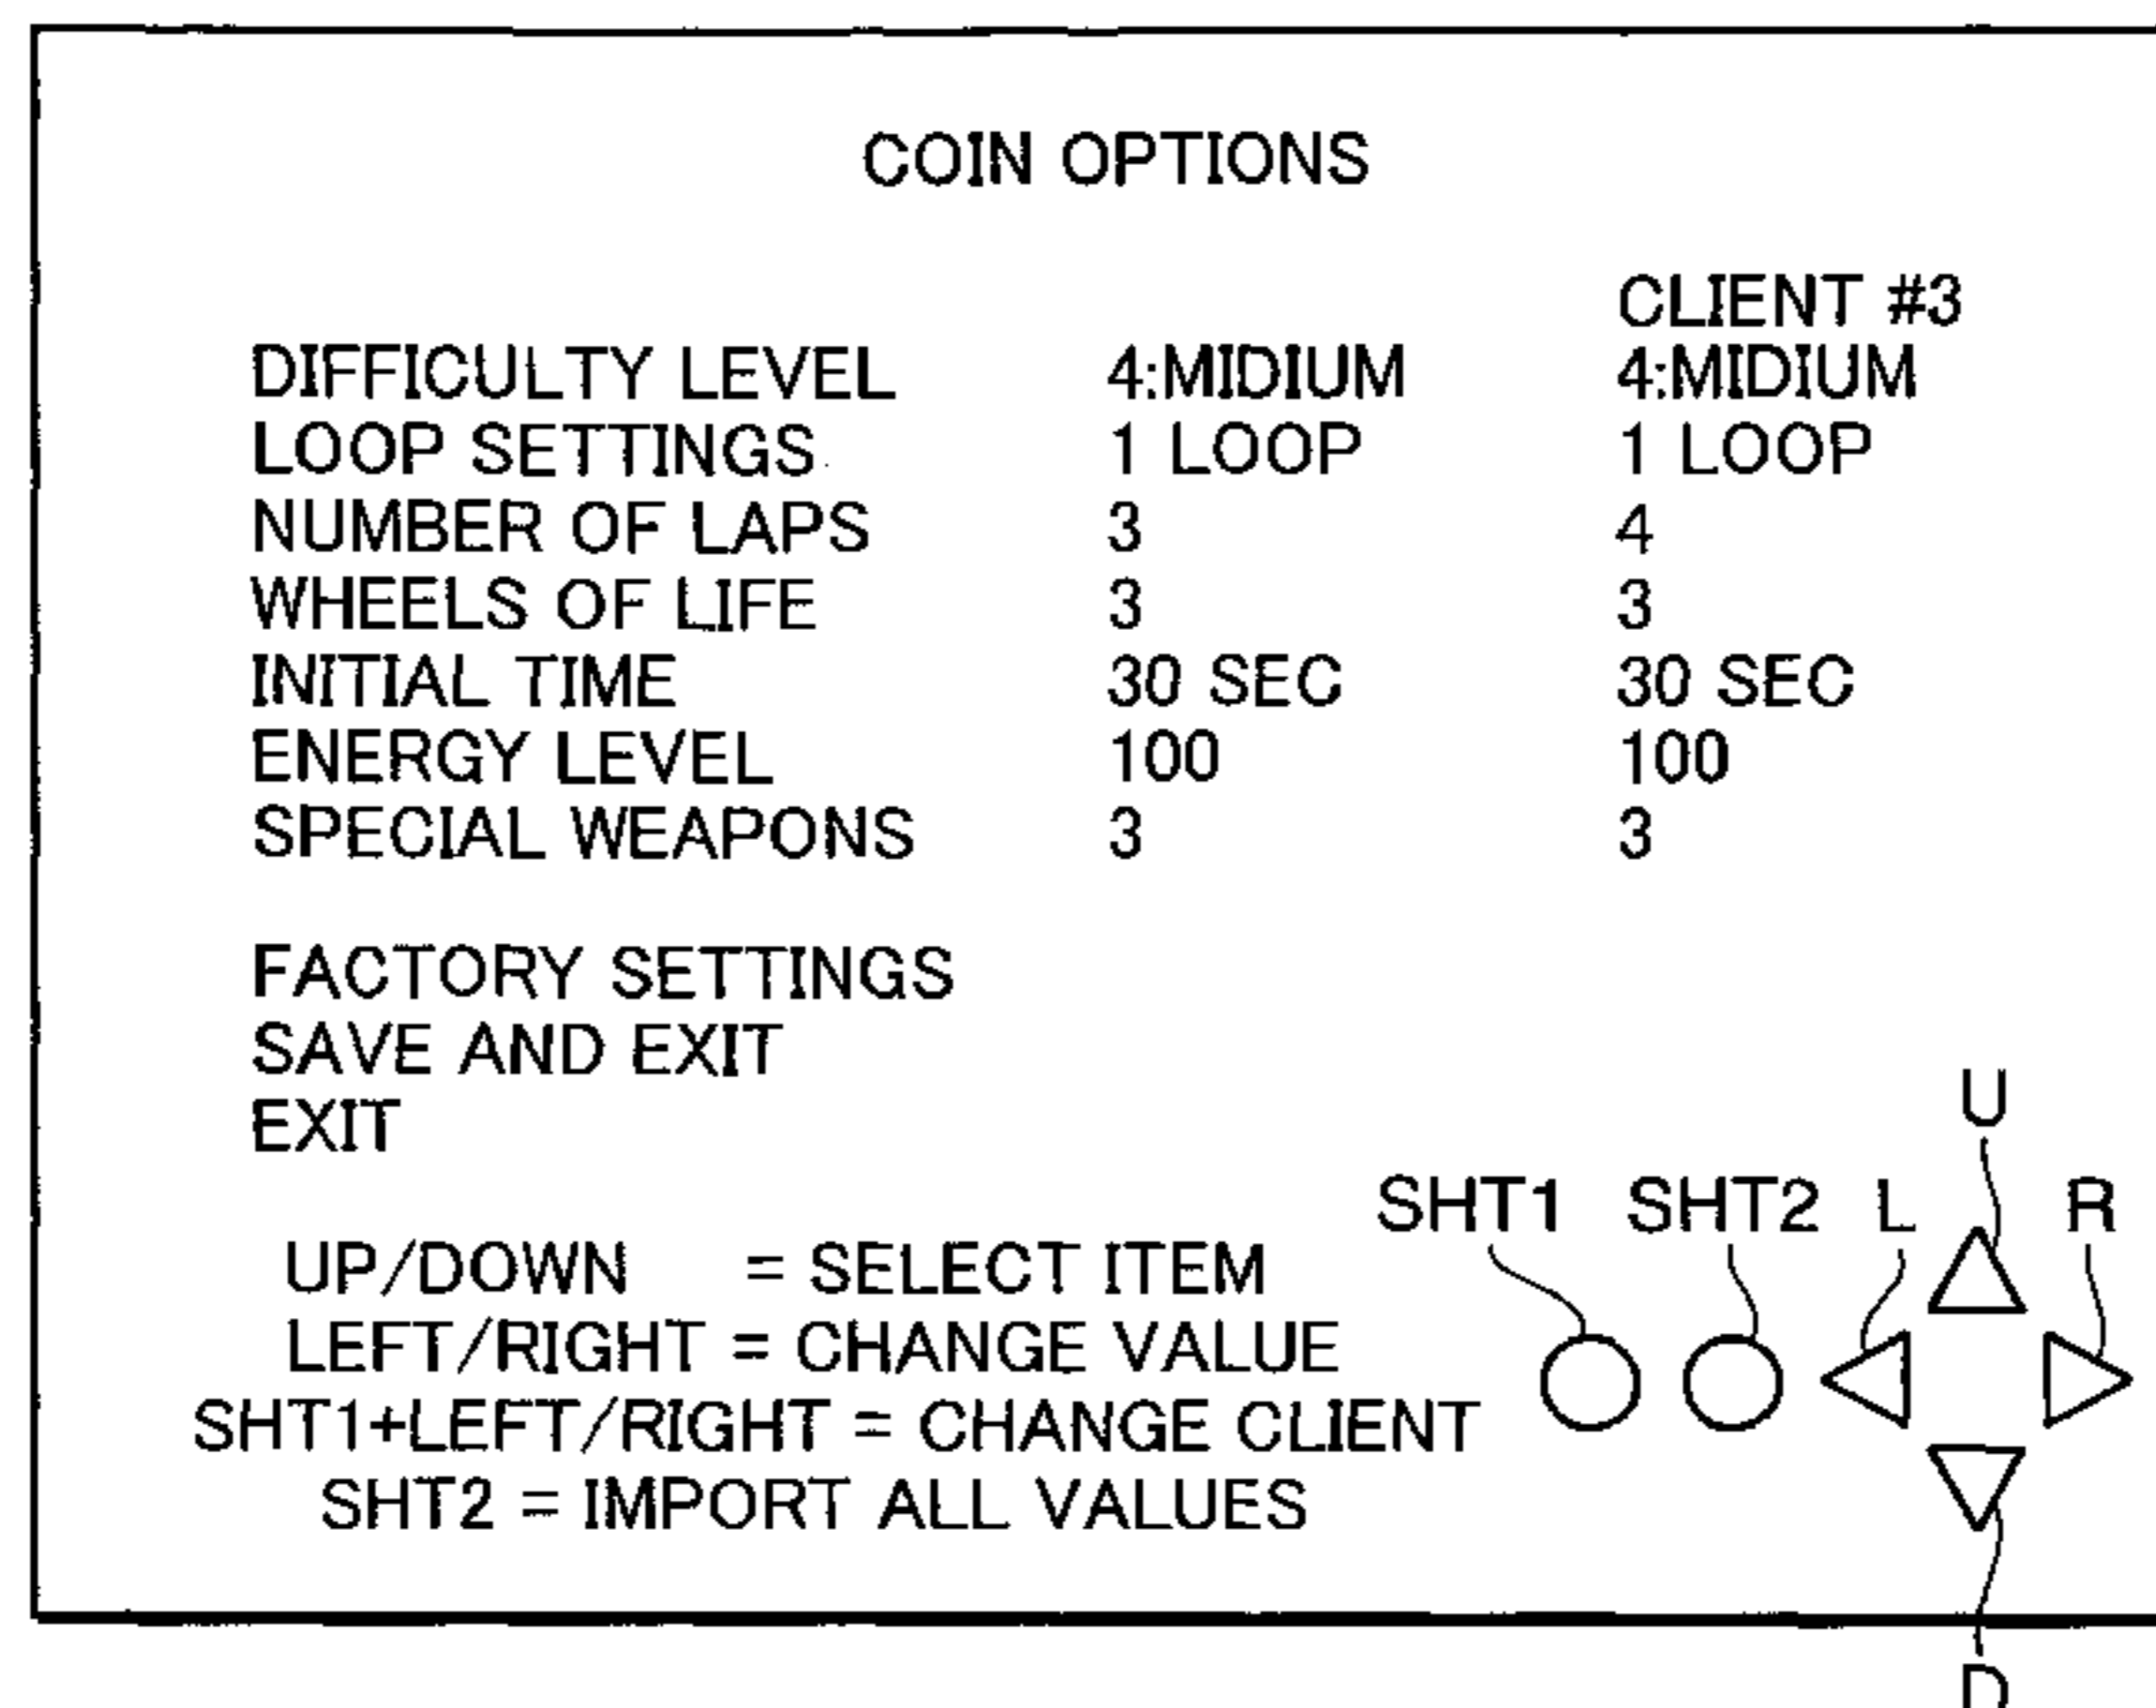 COIN OPTIONS
CLIENT #3
DIFFICULTY LEVEL 4:MIDIUM 4:MIDIUM
LOOP SETTINGS 1 LOOP 1 LOOP
NUMBER OF LAPS 3 4
WHEELS OF LIFE 3 3
INITIAL TIME 30 SEC 30 SEC
ENERGY LEVEL 100 100
SPECIAL WEAPONS 3 3
FACTORY SETTINGS
SAVE AND EXIT
EXIT
U
SHT1 SHT2 L R
UP/DOWN = SELECT ITEM
LEFT/RIGHT = CHANGE VALUE
SHT1+LEFT/RIGHT = CHANGE CLIENT
SHT2 = IMPORT ALL VALUES
D